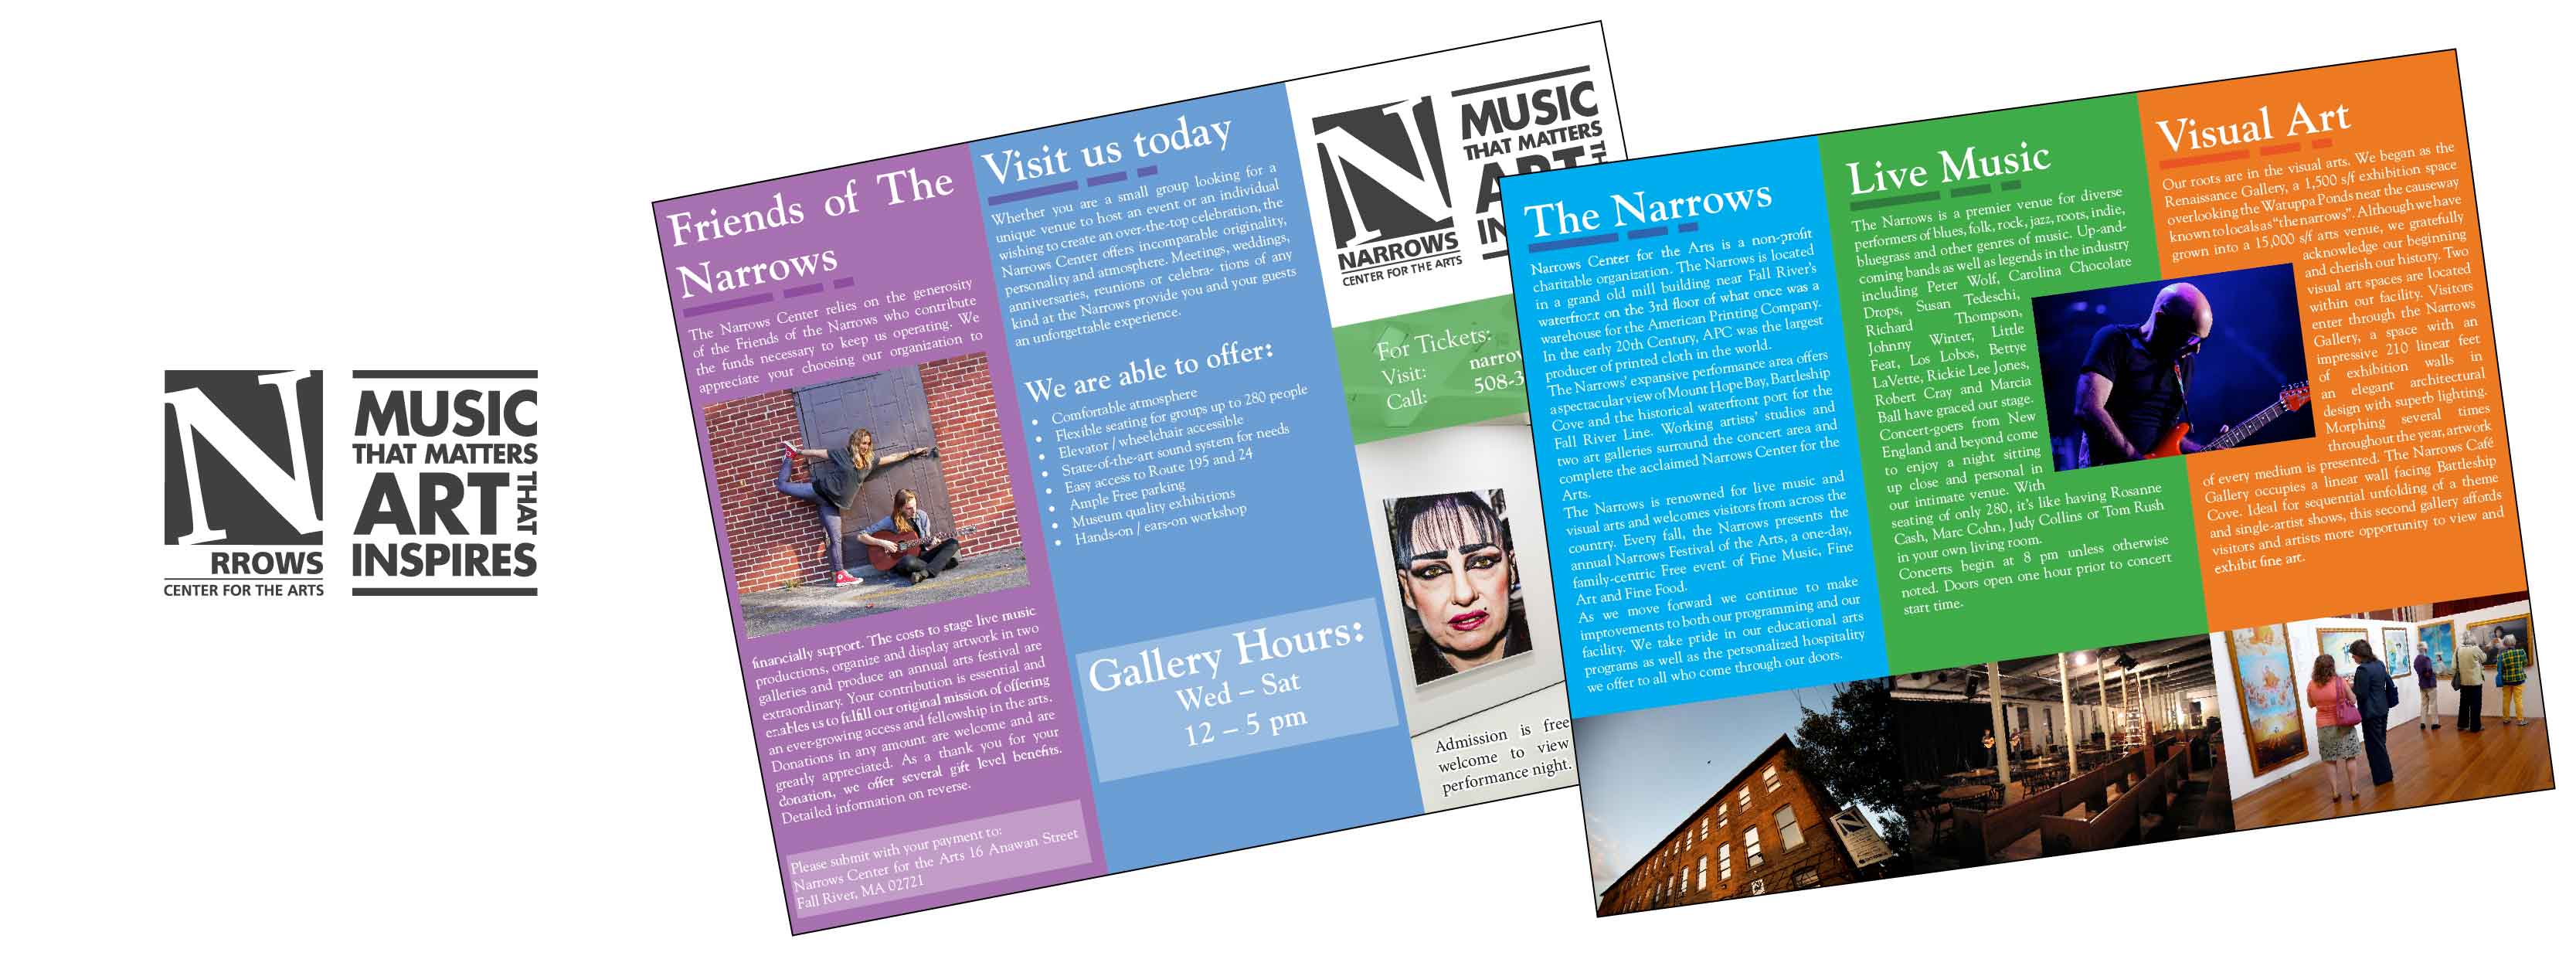 N
RROWS
CENTER FOR THE ARTS
MUSIC
THAT MATTERS
ART THAT
INSPIRES
Friends of The
Narrows
The Narrows Center relies on the generosity
of the Friends of the Narrows who contribute
the funds necessary to keep us operating. We
appreciate your choosing our organization to
financially support. The costs to stage live music
productions, organize and display artwork in two
galleries and produce an annual arts festival are
extraordinary. Your contribution is essential and
enables us to fulfill our original mission of offering
an ever-growing access and fellowship in the arts.
Donations in any amount are welcome and are
greatly appreciated. As a thank you for your
donation, we offer several gift level benefits.
Detailed information on reverse.
Please submit with your payment to:
Narrows Center for the Arts 16 Anawan Street
Fall River, MA 02721
Visit us today
Whether you are a small group looking for a
unique venue to host an event or an individual
wishing to create an over-the-top celebration, the
Narrows Center offers incomparable originality,
personality and atmosphere. Meetings, weddings,
anniversaries, reunions or celebra- tions of any
kind at the Narrows provide you and your guests
an unforgettable experience.
We are able to offer:
• Comfortable atmosphere
• Flexible seating for groups up to 280 people
• Elevator / wheelchair accessible
• State-of-the-art sound system for needs
• Easy access to Route 195 and 24
• Ample Free parking
• Museum quality exhibitions
• Hands-on / ears-on workshop
Gallery Hours:
Wed – Sat
12 – 5 pm
N
NARROWS
CENTER FOR THE ARTS
MUSIC
THAT MATTERS
For Tickets:
Visit: narrow
Call: 508-3
Admission is free
welcome to view
performance night.
The Narrows
Narrows Center for the Arts is a non-profit
charitable organization. The Narrows is located
in a grand old mill building near Fall River's
waterfront on the 3rd floor of what once was a
warehouse for the American Printing Company.
In the early 20th Century, APC was the largest
producer of printed cloth in the world.
The Narrows' expansive performance area offers
a spectacular view of Mount Hope Bay, Battleship
Cove and the historical waterfront port for the
Fall River Line. Working artists' studios and
two art galleries surround the concert area and
complete the acclaimed Narrows Center for the
Arts.
The Narrows is renowned for live music and
visual arts and welcomes visitors from across the
country. Every fall, the Narrows presents the
annual Narrows Festival of the Arts, a one-day,
family-centric Free event of Fine Music, Fine
Art and Fine Food.
As we move forward we continue to make
improvements to both our programming and our
facility. We take pride in our educational arts
programs as well as the personalized hospitality
we offer to all who come through our doors.
Live Music
The Narrows is a premier venue for diverse
performers of blues, folk, rock, jazz, roots, indie,
bluegrass and other genres of music. Up-and-
coming bands as well as legends in the industry
including Peter Wolf, Carolina Chocolate
Drops, Susan Tedeschi,
Richard Thompson,
Johnny Winter, Little
Feat, Los Lobos, Bettye
LaVette, Rickie Lee Jones,
Robert Cray and Marcia
Ball have graced our stage.
Concert-goers from New
England and beyond come
to enjoy a night sitting
up close and personal in
our intimate venue. With
seating of only 280, it's like having Rosanne
Cash, Marc Cohn, Judy Collins or Tom Rush
in your own living room.
Concerts begin at 8 pm unless otherwise
noted. Doors open one hour prior to concert
start time.
Visual Art
Our roots are in the visual arts. We began as the
Renaissance Gallery, a 1,500 s/f exhibition space
overlooking the Watuppa Ponds near the causeway
known to locals as "the narrows". Although we have
grown into a 15,000 s/f arts venue, we gratefully
acknowledge our beginning
and cherish our history. Two
visual art spaces are located
within our facility. Visitors
enter through the Narrows
Gallery, a space with an
impressive 210 linear feet
of exhibition walls in
an elegant architectural
design with superb lighting.
Morphing several times
throughout the year, artwork
of every medium is presented. The Narrows Café
Gallery occupies a linear wall facing Battleship
Cove. Ideal for sequential unfolding of a theme
and single-artist shows, this second gallery affords
visitors and artists more opportunity to view and
exhibit fine art.